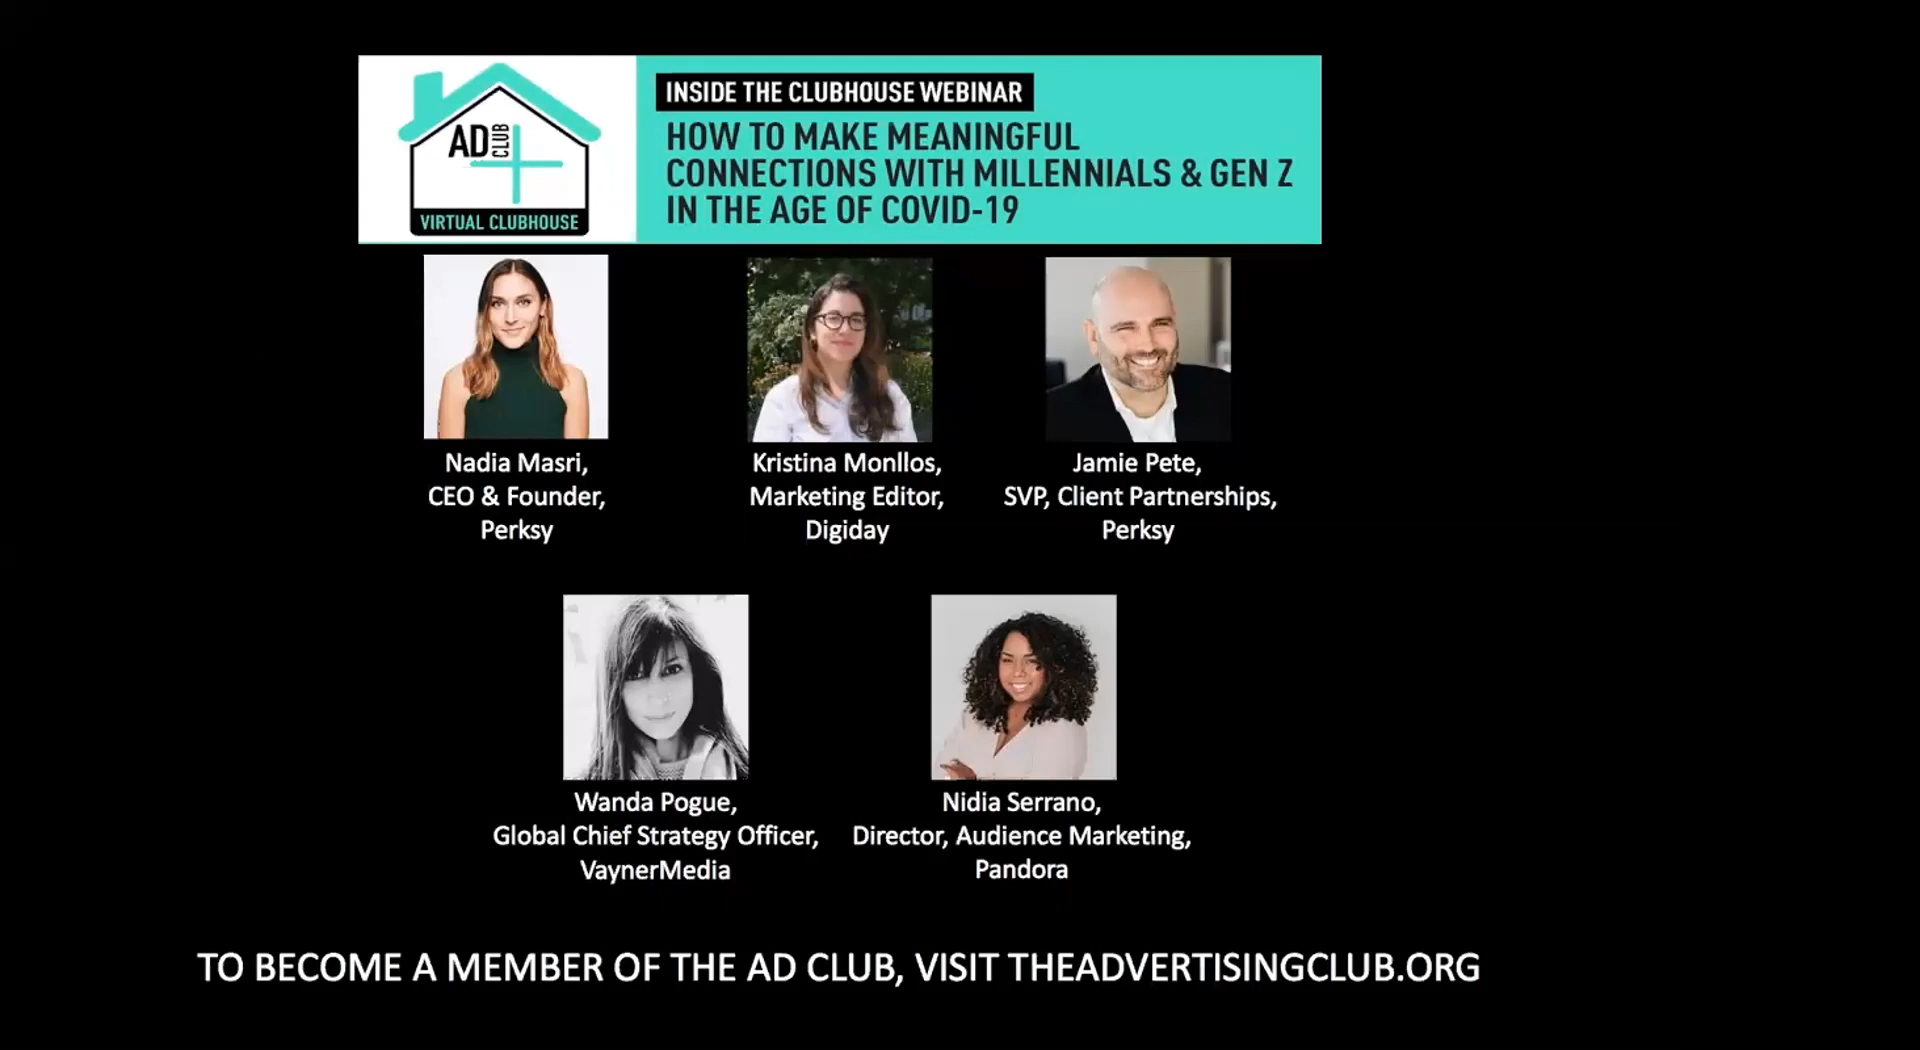 AD CLUB
VIRTUAL CLUBHOUSE
INSIDE THE CLUBHOUSE WEBINAR
HOW TO MAKE MEANINGFUL
CONNECTIONS WITH MILLENNIALS & GEN Z
IN THE AGE OF COVID-19
Nadia Masri,
CEO & Founder,
Perksy
Kristina Monllos,
Marketing Editor,
Digiday
Jamie Pete,
SVP, Client Partnerships,
Perksy
Wanda Pogue,
Global Chief Strategy Officer,
VaynerMedia
Nidia Serrano,
Director, Audience Marketing,
Pandora
TO BECOME A MEMBER OF THE AD CLUB, VISIT THEADVERTISINGCLUB.ORG